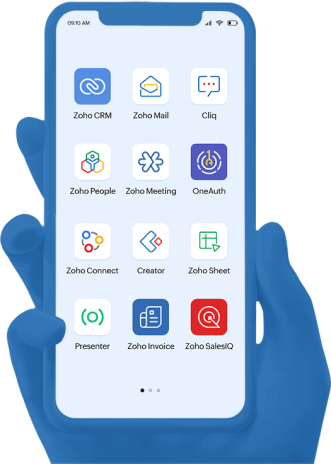 09:10 AM
Zoho CRM Zoho Mail Cliq
Zoho People Zoho Meeting OneAuth
Zoho Connect Creator Zoho Sheet
Presenter Zoho Invoice Zoho SalesIQ